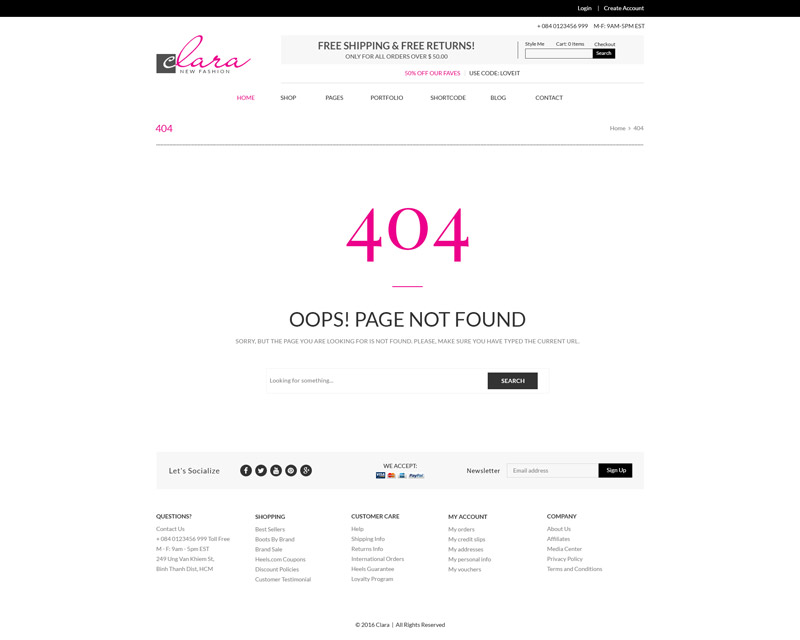 Login | Create Account
+ 084 0123456 999 M-F: 9AM-5PM EST
clara
NEW FASHION
FREE SHIPPING & FREE RETURNS!
ONLY FOR ALL ORDERS OVER $ 50,00
Style Me Cart: 0 Items Checkout
Search
50% OFF OUR FAVES USE CODE: LOVEIT
HOME SHOP PAGES PORTFOLIO SHORTCODE BLOG CONTACT
404
Home > 404
404
OOPS! PAGE NOT FOUND
SORRY, BUT THE PAGE YOU ARE LOOKING FOR IS NOT FOUND. PLEASE, MAKE SURE YOU HAVE TYPED THE CURRENT URL.
Looking for something...
SEARCH
Let's Socialize
WE ACCEPT:
VISA PayPal
Newsletter
Email address
Sign Up
QUESTIONS?
Contact Us
+ 084 0123456 999 Toll Free
M - F: 9am - 5pm EST
249 Ung Van Khiem St,
Binh Thanh Dist, HCM
SHOPPING
Best Sellers
Boots By Brand
Brand Sale
Heels.com Coupons
Discount Policies
Customer Testimonial
CUSTOMER CARE
Help
Shipping Info
Returns Info
International Orders
Heels Guarantee
Loyalty Program
MY ACCOUNT
My orders
My credit slips
My addresses
My personal info
My vouchers
COMPANY
About Us
Affiliates
Media Center
Privacy Policy
Terms and Conditions
© 2016 Clara | All Rights Reserved